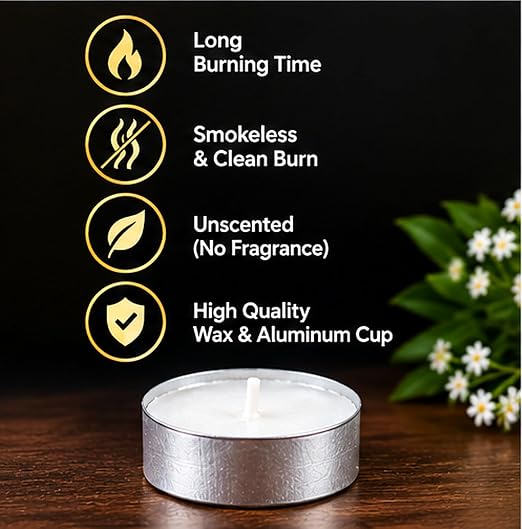 Long
Burning Time
Smokeless
& Clean Burn
Unscented
(No Fragrance)
High Quality
Wax & Aluminum Cup